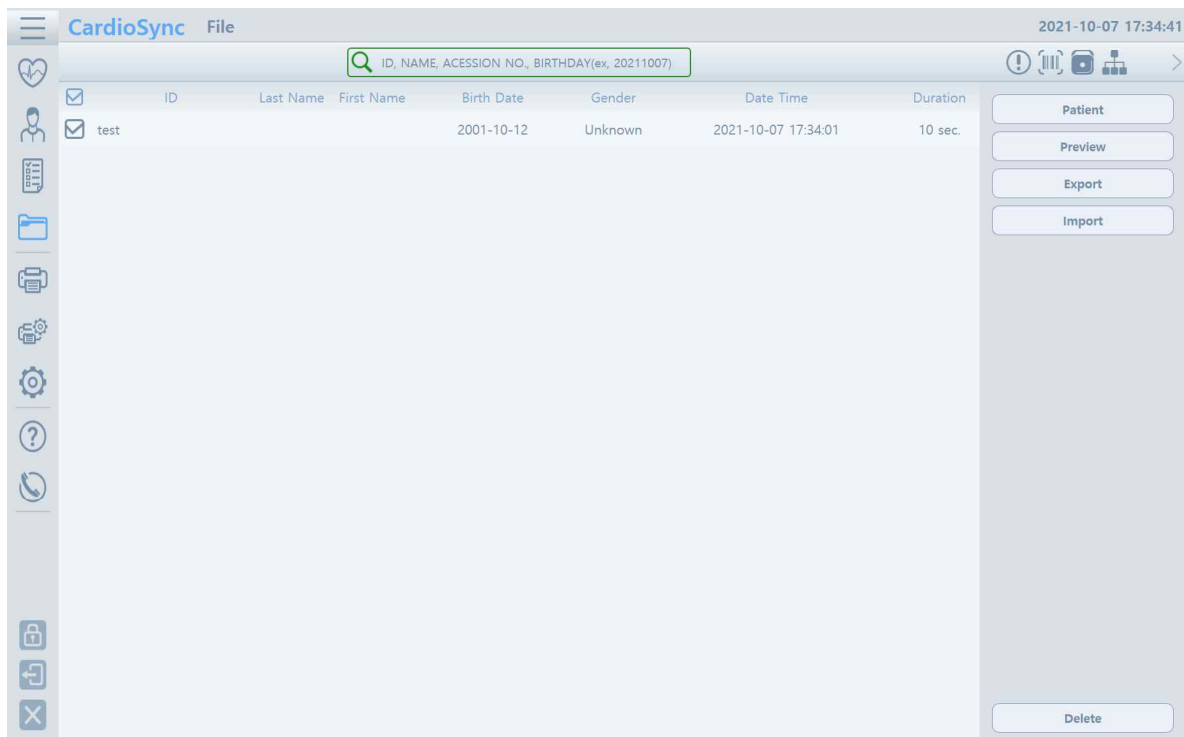 CardioSync File 2021-10-07 17:34:41
ID, NAME, ACESSION NO., BIRTHDAY(ex, 20211007)
ID Last Name First Name Birth Date Gender Date Time Duration
test 2001-10-12 Unknown 2021-10-07 17:34:01 10 sec.
Patient
Preview
Export
Import
Delete